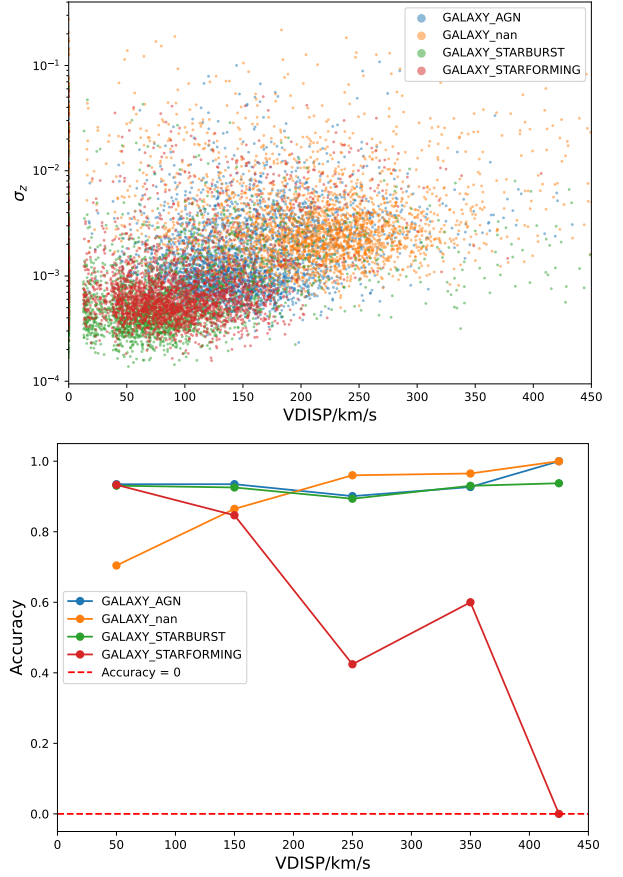 GALAXY_AGN
GALAXY_nan
GALAXY_STARBURST
GALAXY_STARFORMING
10⁻¹
10⁻²
10⁻³
10⁻⁴
σ_z
0 50 100 150 200 250 300 350 400 450
VDISP/km/s
1.0
0.8
0.6
0.4
0.2
0.0
Accuracy
GALAXY_AGN
GALAXY_nan
GALAXY_STARBURST
GALAXY_STARFORMING
Accuracy = 0
0 50 100 150 200 250 300 350 400 450
VDISP/km/s